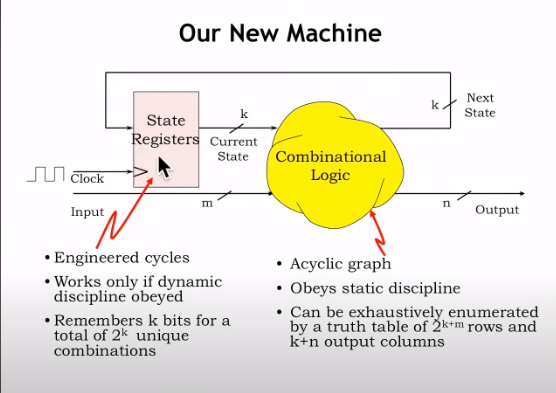 Our New Machine
State
Registers
k
Current
State
Combinational
Logic
k
Next
State
Clock
Input
m
n
Output
• Engineered cycles
• Works only if dynamic
discipline obeyed
• Remembers k bits for a
total of 2ᵏ unique
combinations
• Acyclic graph
• Obeys static discipline
• Can be exhaustively enumerated
by a truth table of 2ᵏ⁺ᵐ rows and
k+n output columns